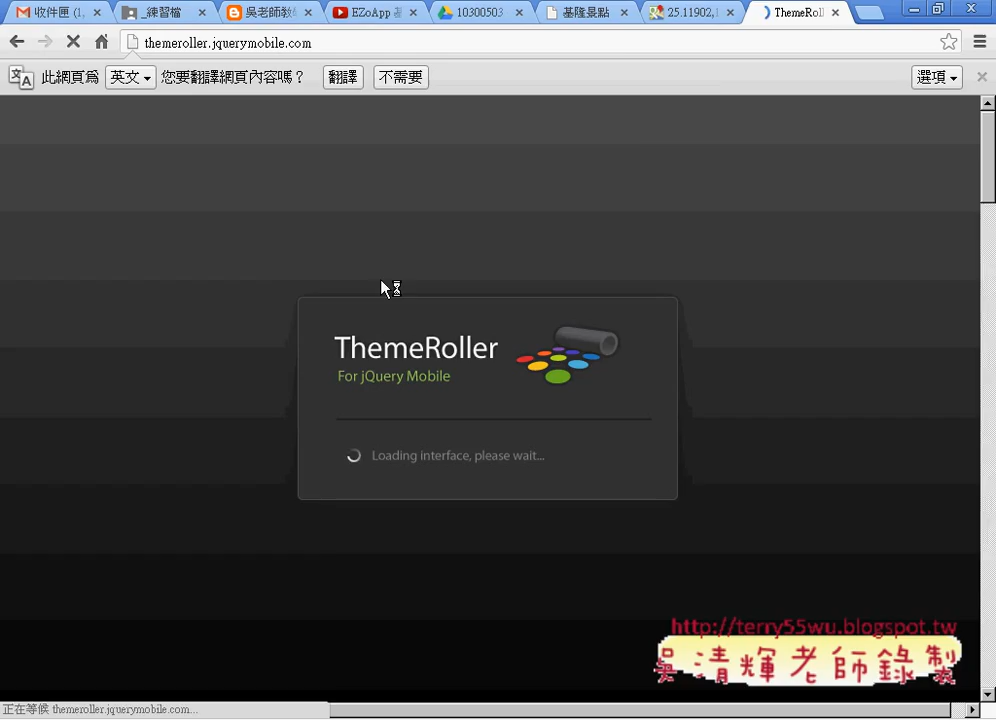 收件匣 (1,
_練習檔
吳老師教
EZoApp
10300503
基隆景點
25.11902,
ThemeRoll
themeroller.jquerymobile.com
此網頁為 英文 您要翻譯網頁內容嗎？ 翻譯 不需要 選項
ThemeRoller
For jQuery Mobile
Loading interface, please wait...
http://terry55wu.blogspot.tw
吳清輝老師錄製
正在等候 themeroller.jquerymobile.com...